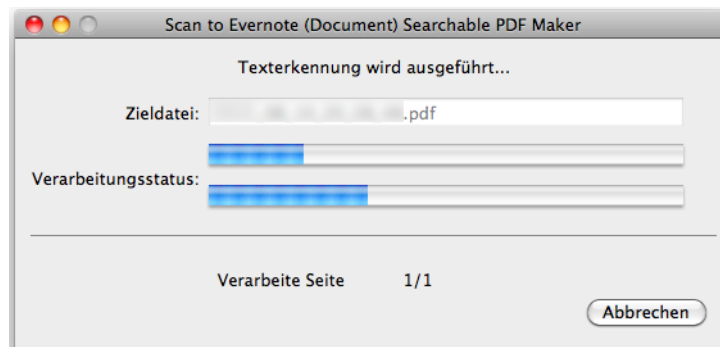 Scan to Evernote (Document) Searchable PDF Maker
Texterkennung wird ausgeführt...
Zieldatei: .pdf
Verarbeitungsstatus:
Verarbeite Seite 1/1
Abbrechen